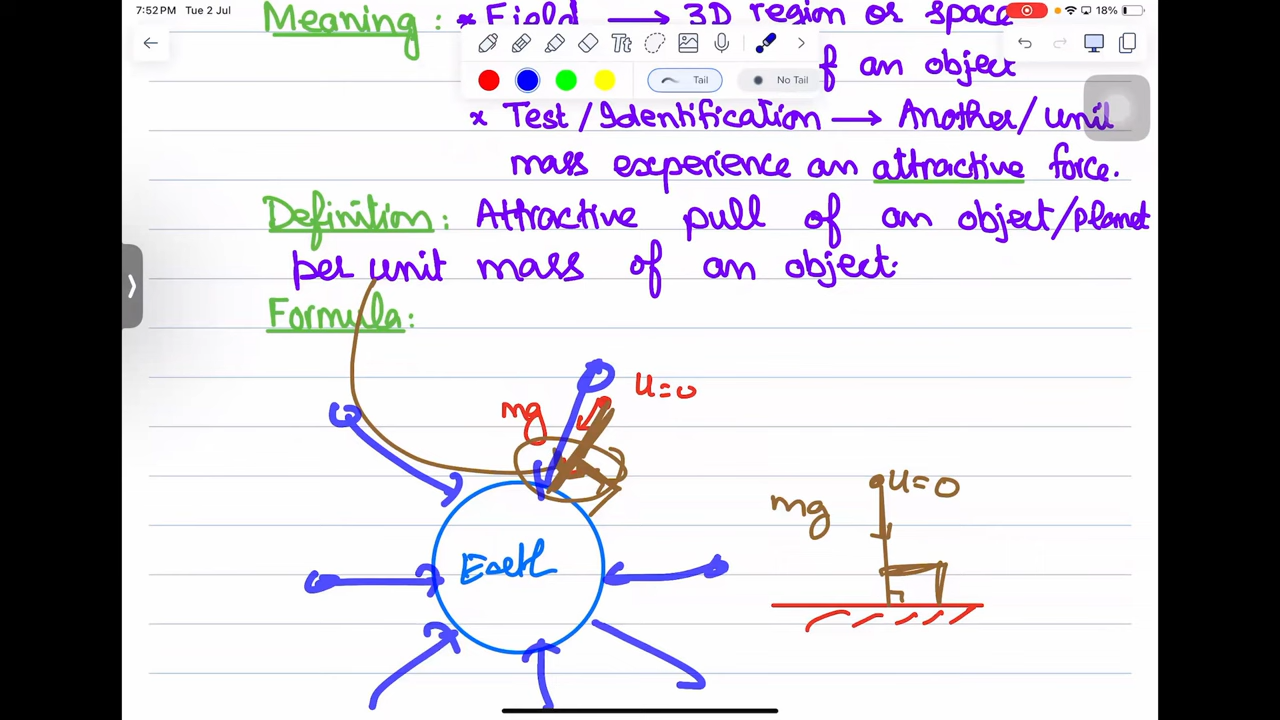 7:52 PM Tue 2 Jul
18%
Meaning : * Field → 3D region or space
Tt Tail No Tail
of an object
* Test / Identification → Another / unit
mass experience an attractive force.
Definition : Attractive pull of an object/planet
per unit mass of an object.
Formula :
u=0
mg
u=0
mg
Earth